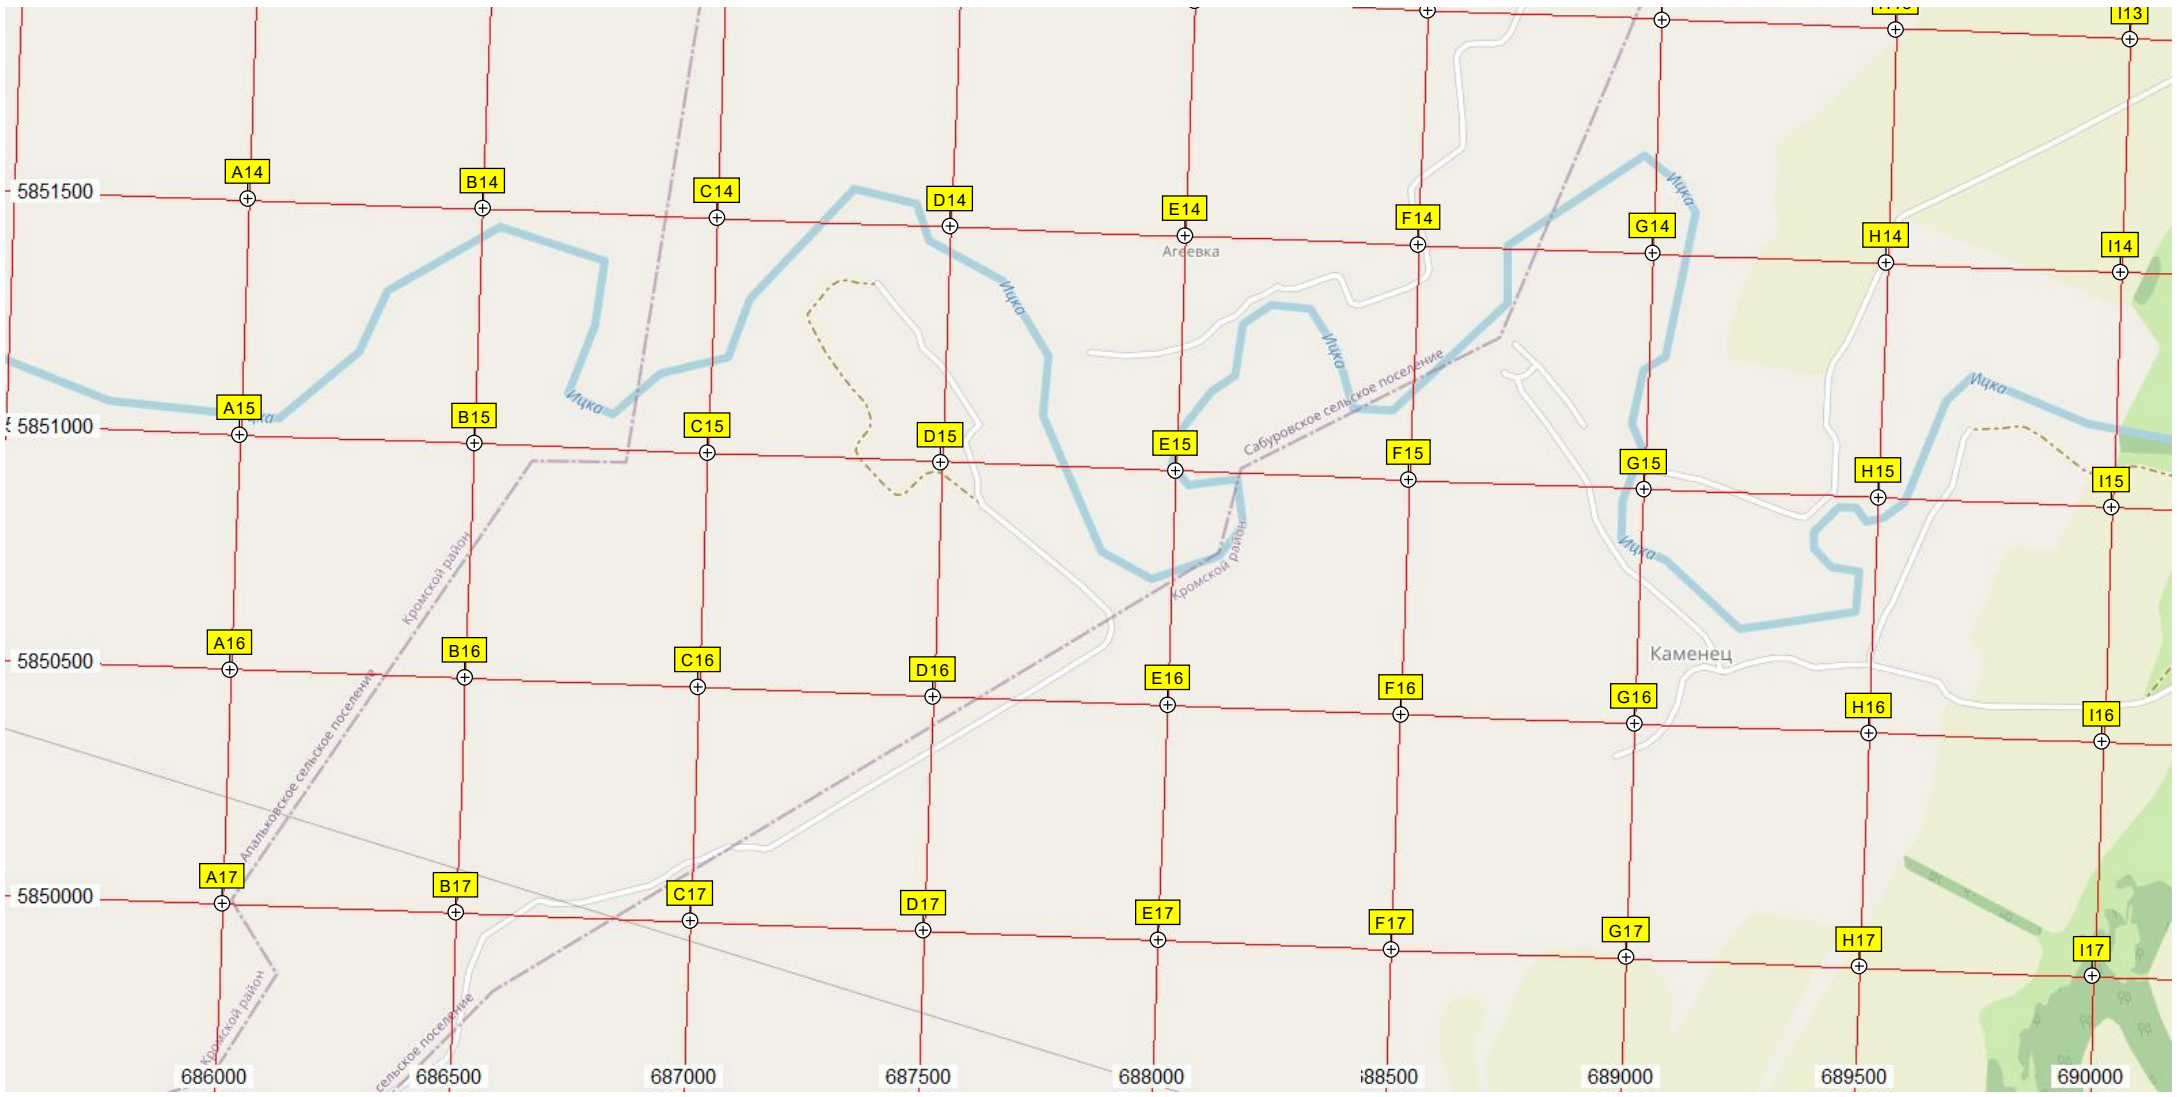 I13
A14
B14
C14
D14
E14
F14
G14
H14
I14
5851500
Ицка
Агеевка
Ицка
Ицка
Ицка
Ицка
Сабуровское сельское поселение
A15
B15
C15
D15
E15
F15
G15
H15
I15
5851000
Ицка
Кромской район
Кромской район
Каменец
A16
B16
C16
D16
E16
F16
G16
H16
I16
5850500
Апальковское сельское поселение
A17
B17
C17
D17
E17
F17
G17
H17
I17
5850000
Кромской район
сельское поселение
686000 686500 687000 687500 688000 688500 689000 689500 690000